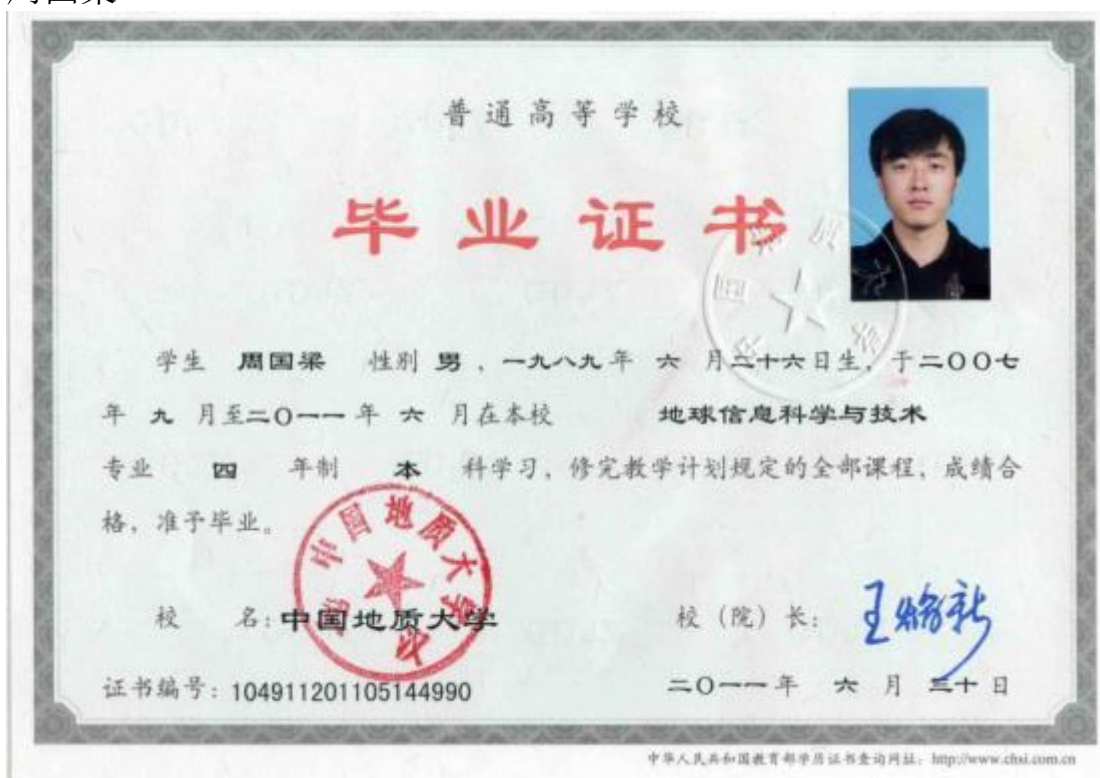 周国梁
普通高等学校
毕业证书
学生 周国梁 性别 男，一九八九年 六 月二十六日生，于二〇〇七
年 九 月至二〇一一年 六 月在本校 地球信息科学与技术
专业 四 年制 本 科学习，修完教学计划规定的全部课程，成绩合
格，准予毕业。
校 名：中国地质大学
校（院）长：
证书编号：104911201105144990
二〇一一年 六 月 三十 日
中华人民共和国教育部学历证书查询网址：http://www.chsi.com.cn